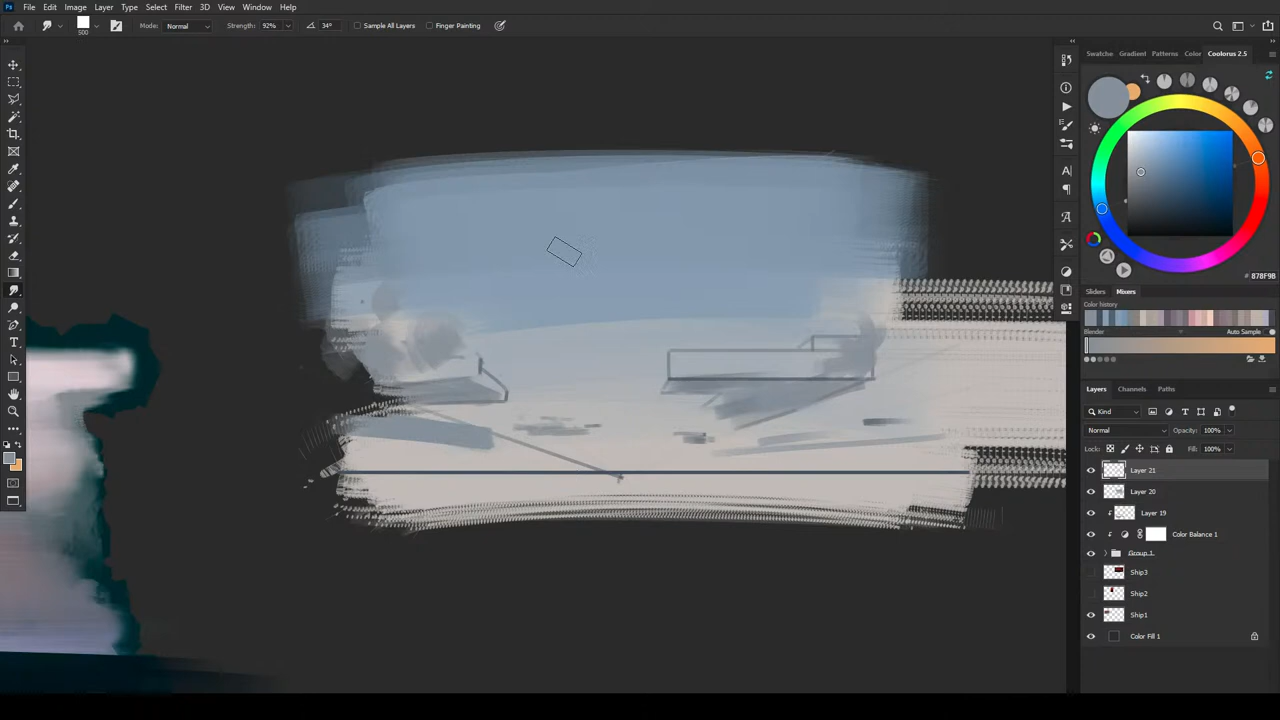 Ps File Edit Image Layer Type Select Filter 3D View Window Help
500 Mode: Normal Strength: 92% 34° Sample All Layers Finger Painting
Swatche Gradient Patterns Color Coolorus 2.5
878F9B
Sliders Mixers
Color history
Blender Auto Sample
Layers Channels Paths
Kind
Normal Opacity: 100%
Lock: Fill: 100%
Layer 21
Layer 20
Layer 19
Color Balance 1
Group 1
Ship3
Ship2
Ship1
Color Fill 1